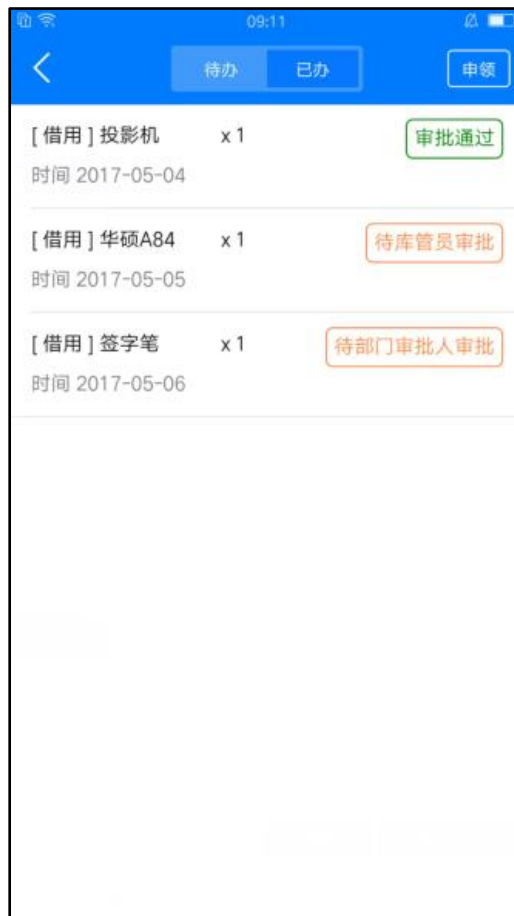 09:11
待办 已办 申领
[ 借用 ] 投影机 x 1 审批通过
时间 2017-05-04
[ 借用 ] 华硕A84 x 1 待库管员审批
时间 2017-05-05
[ 借用 ] 签字笔 x 1 待部门审批人审批
时间 2017-05-06